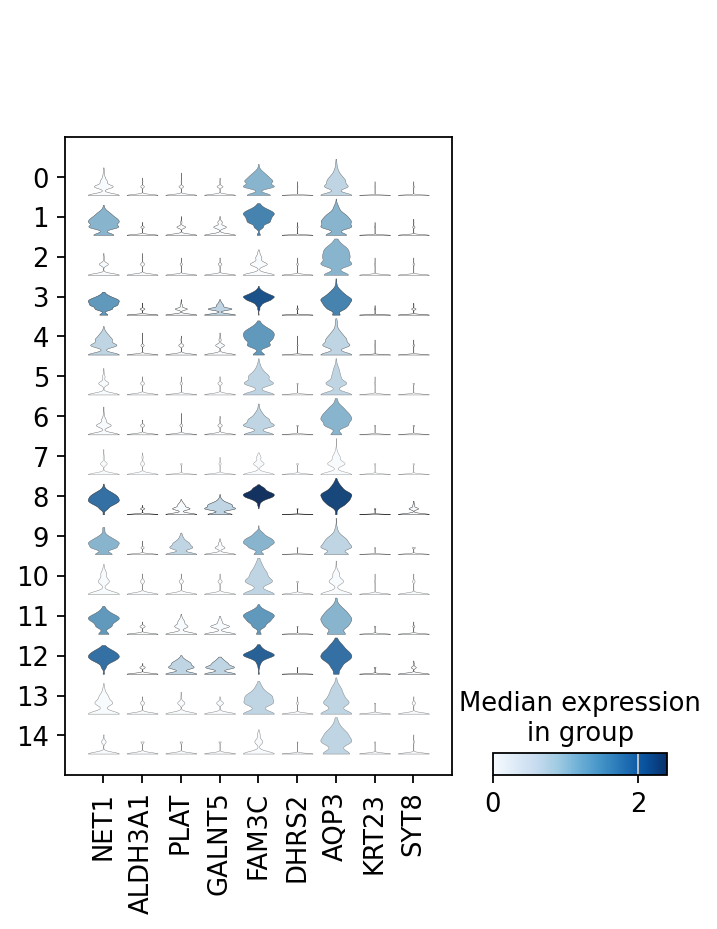 0
1
2
3
4
5
6
7
8
9
10
11
12
13
14
NET1
ALDH3A1
PLAT
GALNT5
FAM3C
DHRS2
AQP3
KRT23
SYT8
Median expression
in group
0 2